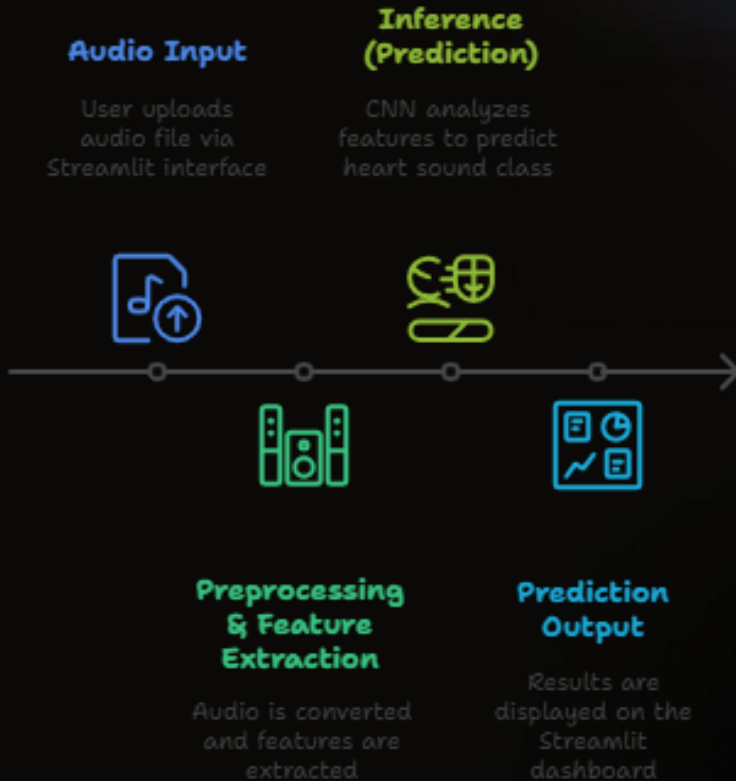 Audio Input
User uploads
audio file via
Streamlit interface
Inference
(Prediction)
CNN analyzes
features to predict
heart sound class
Preprocessing
& Feature
Extraction
Audio is converted
and features are
extracted
Prediction
Output
Results are
displayed on the
Streamlit
dashboard